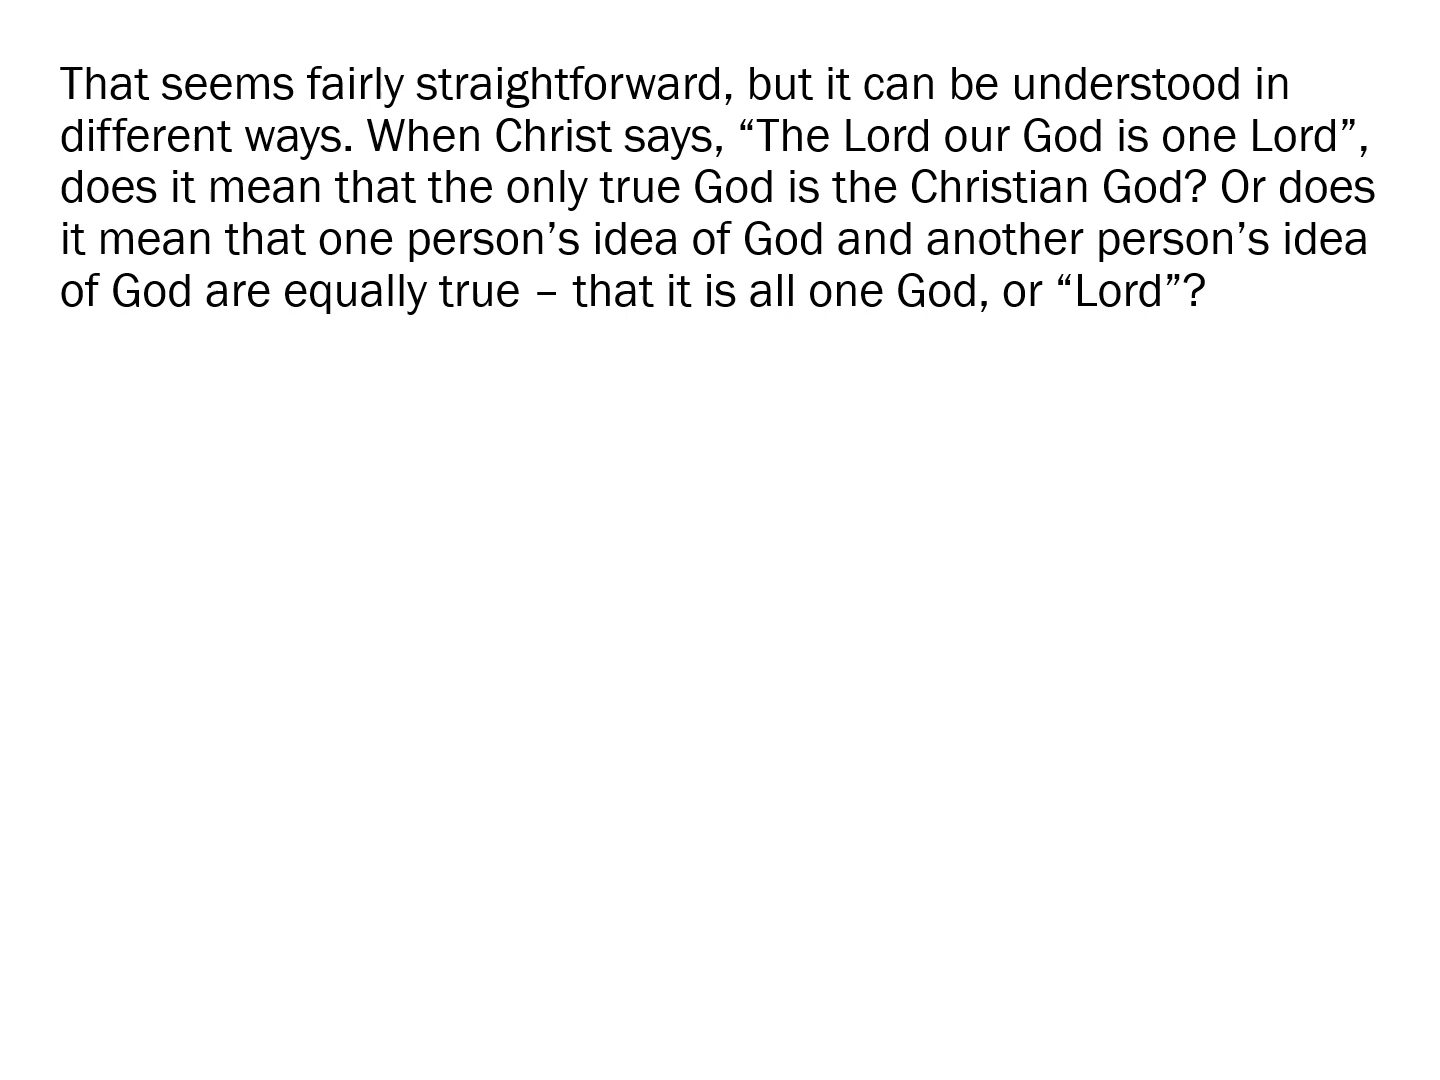 That seems fairly straightforward, but it can be understood in
different ways. When Christ says, “The Lord our God is one Lord”,
does it mean that the only true God is the Christian God? Or does
it mean that one person’s idea of God and another person’s idea
of God are equally true – that it is all one God, or “Lord”?